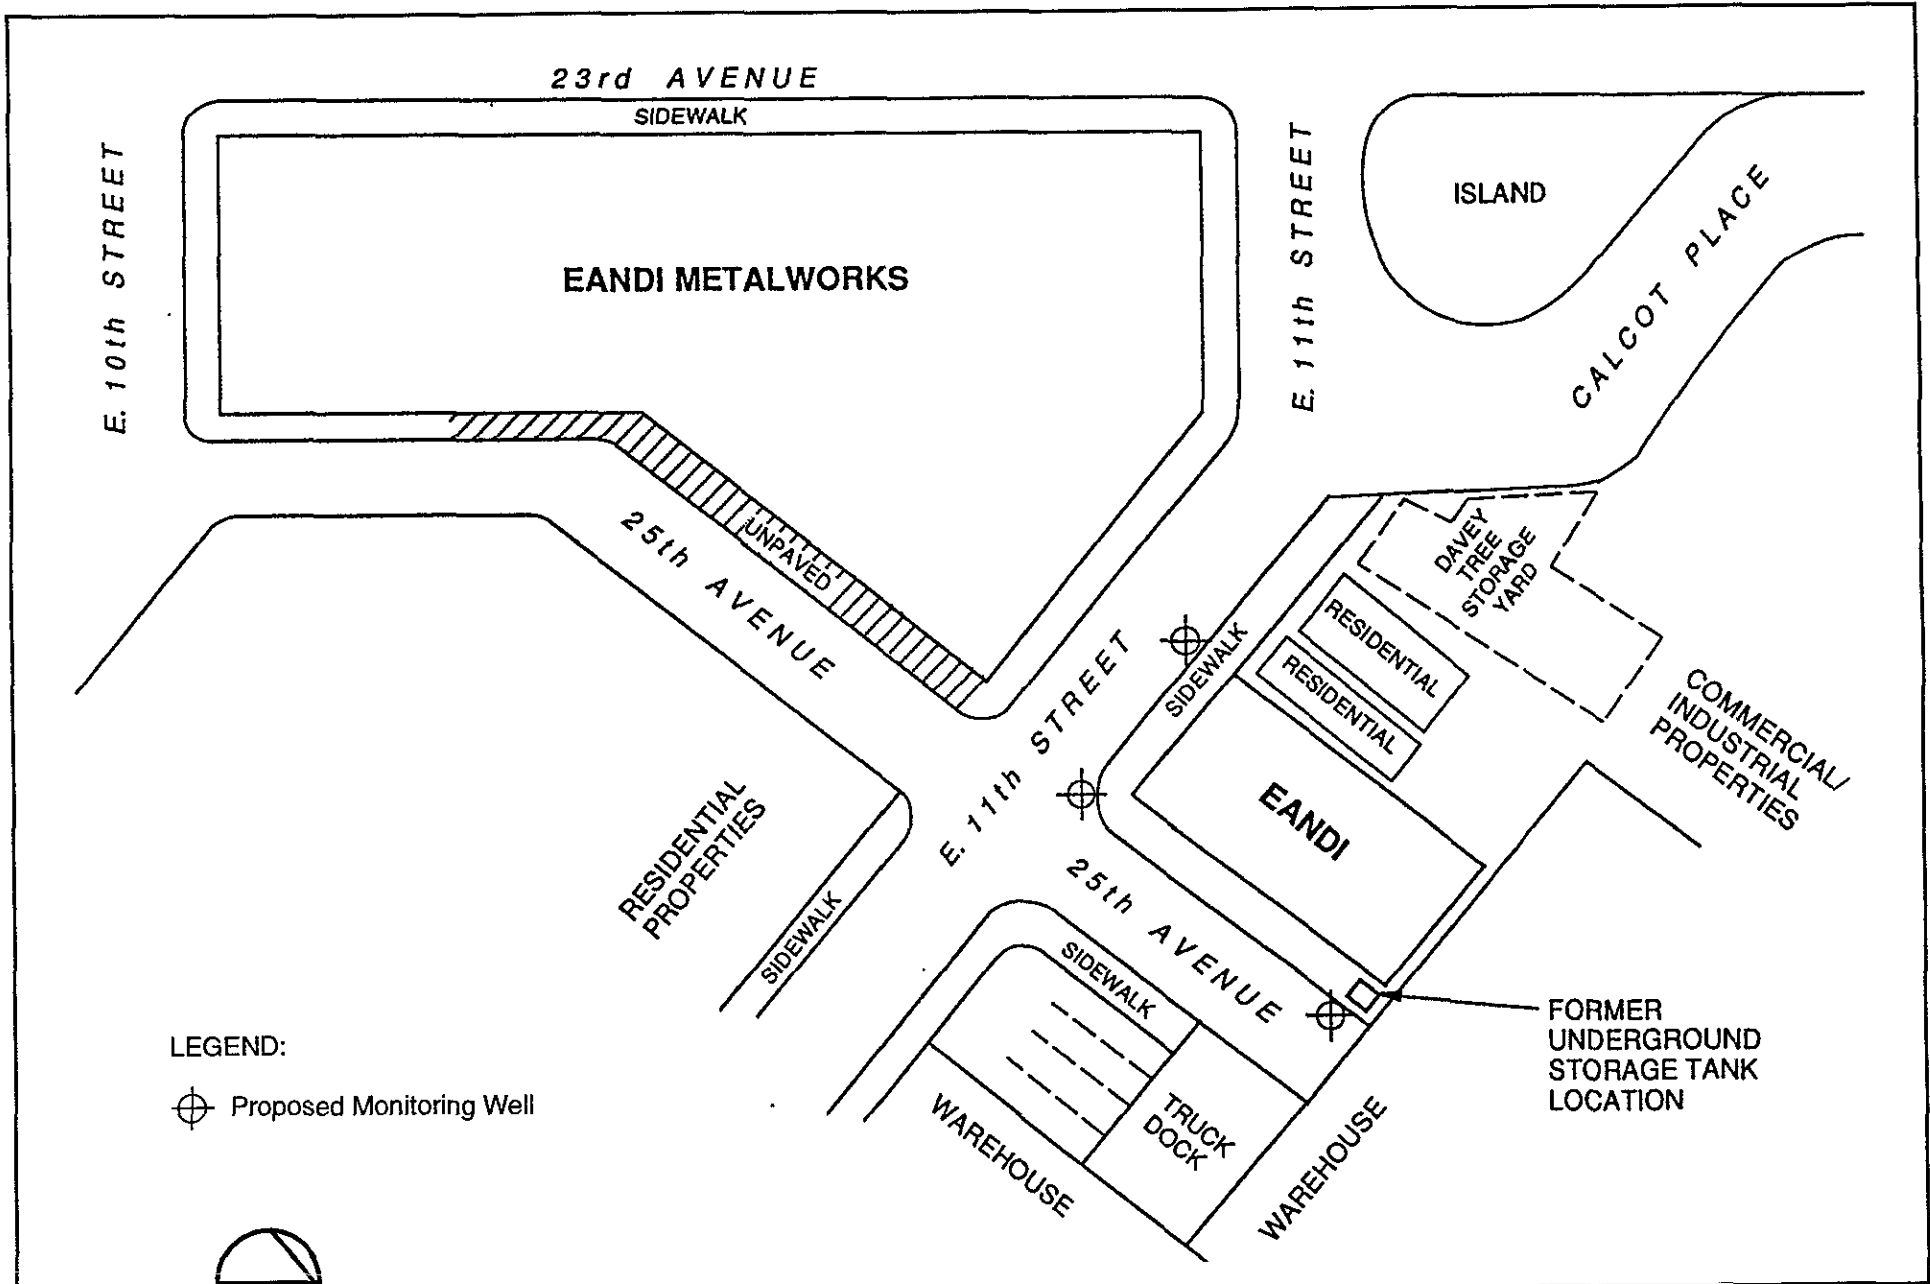 23rd AVENUE
SIDEWALK
E. 10th STREET
EANDI METALWORKS
E. 11th STREET
ISLAND
CALCOT PLACE
25th AVENUE
UNPAVED
DAVEY
TREE
STORAGE
YARD
RESIDENTIAL
RESIDENTIAL
SIDEWALK
COMMERCIAL/
INDUSTRIAL
PROPERTIES
E. 11th STREET
EANDI
RESIDENTIAL
PROPERTIES
SIDEWALK
25th AVENUE
SIDEWALK
FORMER
UNDERGROUND
STORAGE TANK
LOCATION
TRUCK
DOCK
WAREHOUSE
WAREHOUSE
LEGEND:
Proposed Monitoring Well